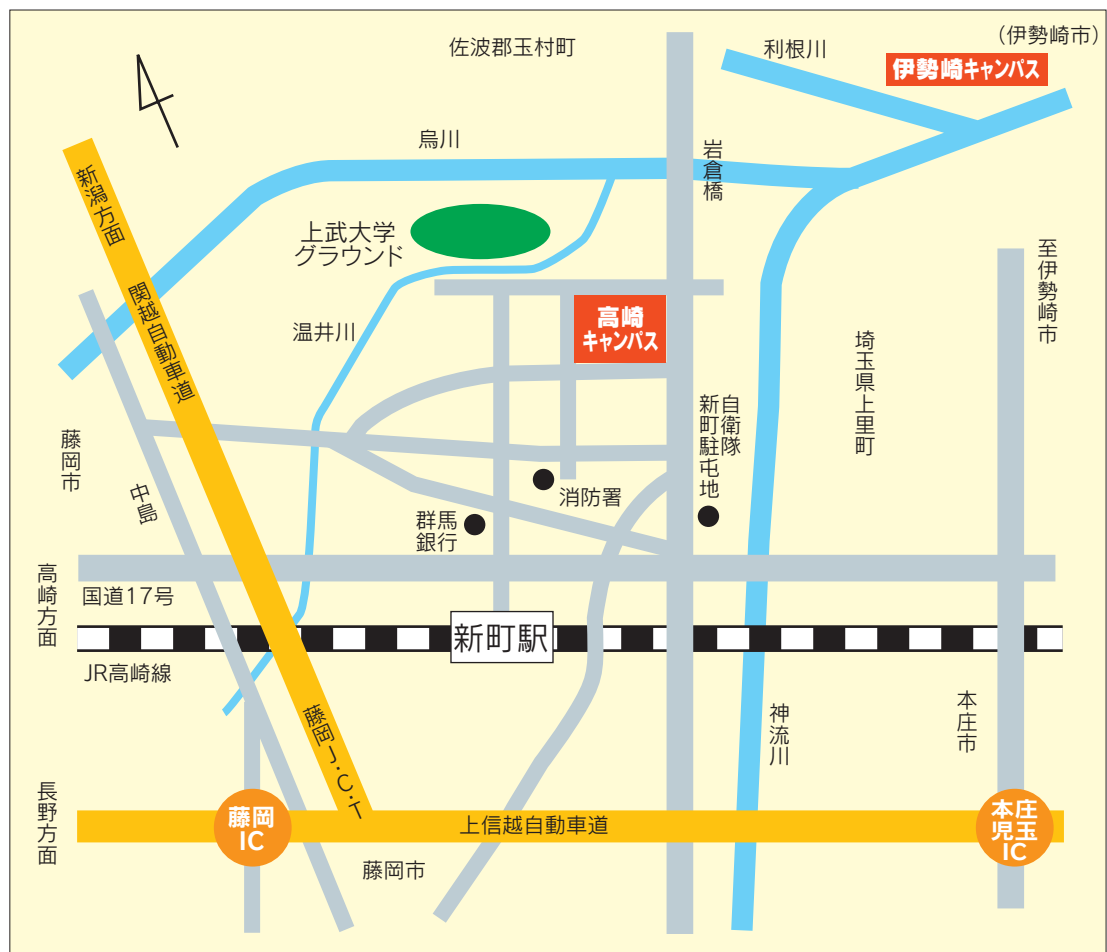 (伊勢崎市)
佐波郡玉村町
利根川
伊勢崎キャンパス
烏川
岩倉橋
新潟方面
上武大学
グラウンド
至伊勢崎市
関越自動車道
高崎
キャンパス
温井川
埼玉県上里町
自衛隊
新町駐屯地
藤岡市
中島
消防署
群馬
銀行
高崎方面
国道17号
新町駅
JR高崎線
藤岡J・C・T
神流川
本庄市
長野方面
藤岡
IC
上信越自動車道
本庄
児玉
IC
藤岡市